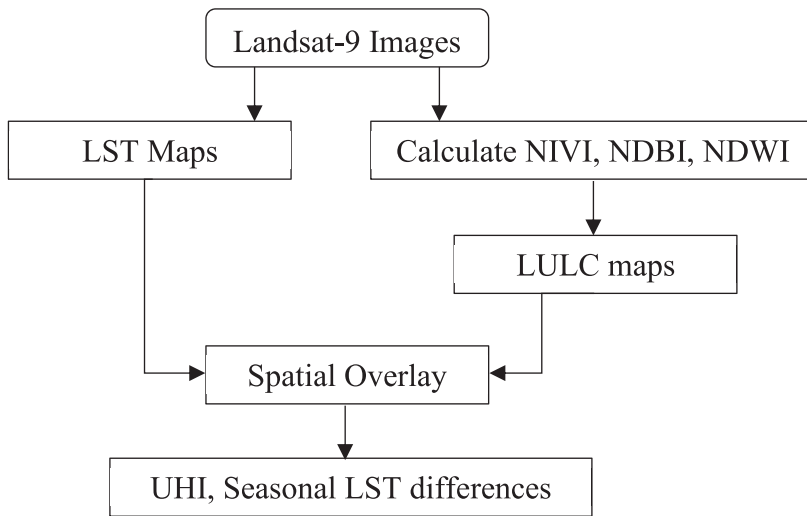 Landsat-9 Images
LST Maps
Calculate NIVI, NDBI, NDWI
LULC maps
Spatial Overlay
UHI, Seasonal LST differences